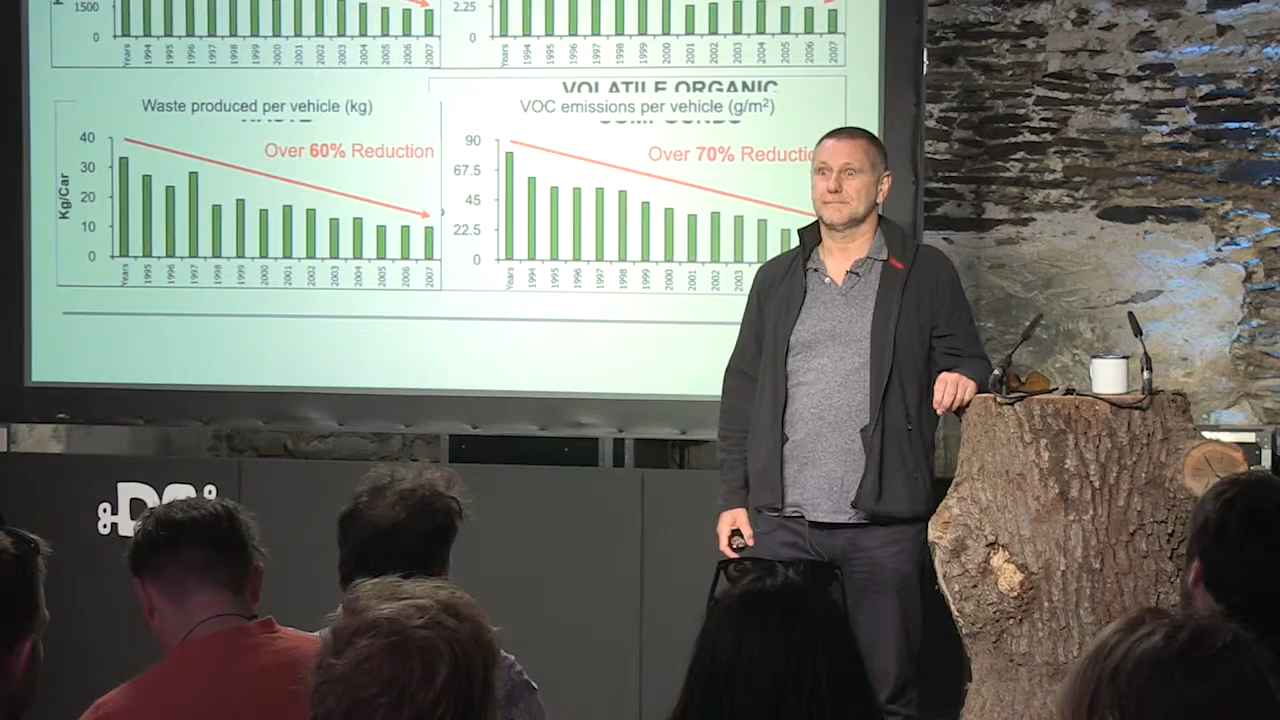 1500
0
Years 1994 1995 1996 1997 1998 1999 2000 2001 2002 2003 2004 2005 2006 2007
2.25
0
Years 1994 1995 1996 1997 1998 1999 2000 2001 2002 2003 2004 2005 2006 2007
Waste produced per vehicle (kg)
WASTE
Over 60% Reduction
Kg/Car
40
30
20
10
0
Years 1995 1996 1997 1998 1999 2000 2001 2002 2003 2004 2005 2006 2007
VOLATILE ORGANIC
VOC emissions per vehicle (g/m²)
COMPOUNDS
Over 70% Reductio
90
67.5
45
22.5
0
Years 1994 1995 1996 1997 1998 1999 2000 2001 2002 2003